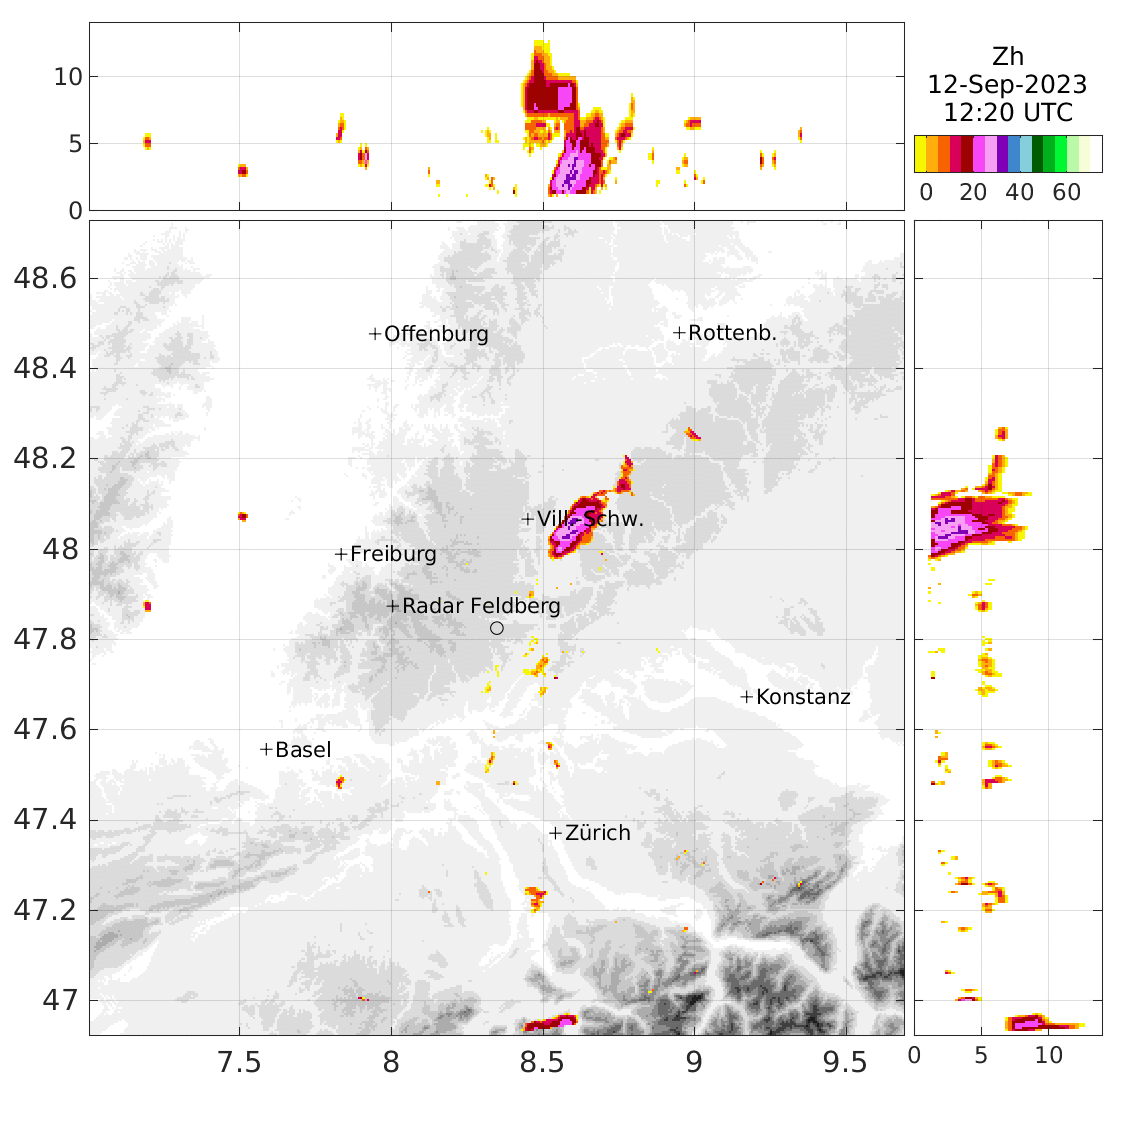 Zh
12-Sep-2023
12:20 UTC
0 20 40 60
10
5
0
48.6
48.4
48.2
48
47.8
47.6
47.4
47.2
47
+Offenburg
+Rottenb.
+Vill.-Schw.
+Freiburg
+Radar Feldberg
+Konstanz
+Basel
+Zürich
7.5 8 8.5 9 9.5
0 5 10